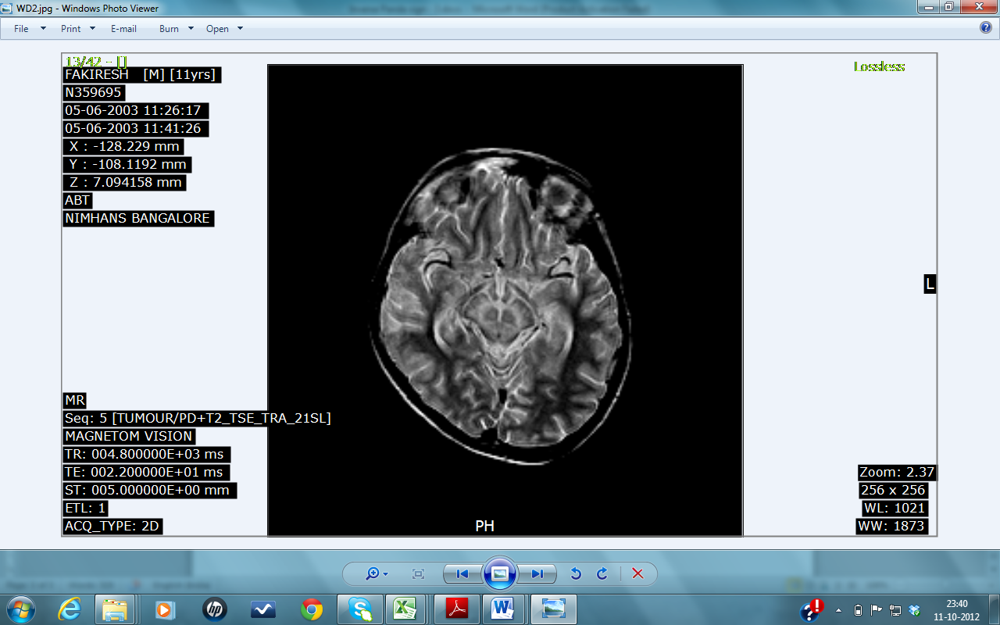 WD2.jpg - Windows Photo Viewer
File Print E-mail Burn Open
13/42 - []
Lossless
FAKIRESH [M] [11yrs]
N359695
05-06-2003 11:26:17
05-06-2003 11:41:26
X : -128.229 mm
Y : -108.1192 mm
Z : 7.094158 mm
ABT
NIMHANS BANGALORE
L
MR
Seq: 5 [TUMOUR/PD+T2_TSE_TRA_21SL]
MAGNETOM VISION
TR: 004.800000E+03 ms
TE: 002.200000E+01 ms
ST: 005.000000E+00 mm
ETL: 1
ACQ_TYPE: 2D
PH
Zoom: 2.37
256 x 256
WL: 1021
WW: 1873
hp
23:40
11-10-2012